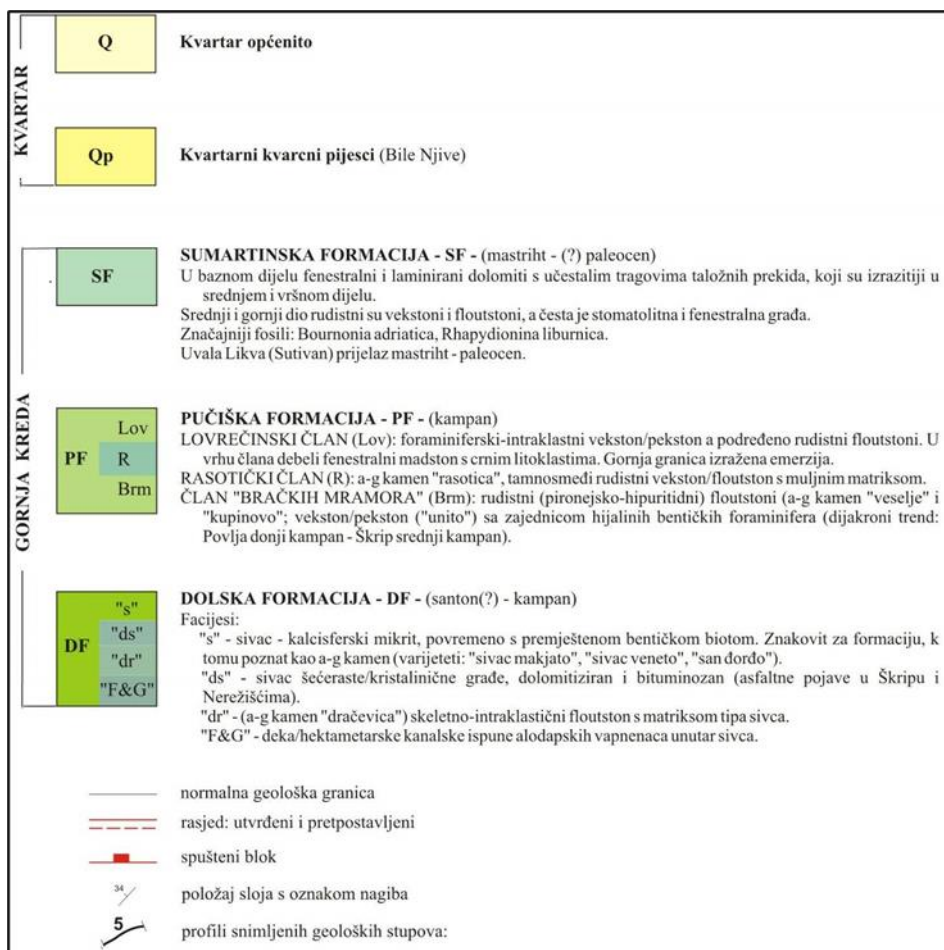 KVARTAR
Q
Kvartar općenito
Qp
Kvartarni kvarcni pijesci (Bile Njive)
GORNJA KREDA
SF
SUMARTINSKA FORMACIJA - SF - (mastriht - (?) paleocen)
U baznom dijelu fenestralni i laminirani dolomiti s učestalim tragovima taložnih prekida, koji su izrazitiji u
srednjem i vršnom dijelu.
Srednji i gornji dio rudistni su vekstoni i floutstoni, a česta je stomatolitna i fenestralna građa.
Značajniji fosili: Bournonia adriatica, Rhapydionina liburnica.
Uvala Likva (Sutivan) prijelaz mastriht - paleocen.
PF
Lov
R
Brm
PUČIŠKA FORMACIJA - PF - (kampan)
LOVREČINSKI ČLAN (Lov): foraminiferski-intraklastni vekston/pekston a podređeno rudistni floutstoni. U
vrhu člana debeli fenestralni madston s crnim litoklastima. Gornja granica izražena emerzija.
RASOTIČKI ČLAN (R): a-g kamen "rasotica", tamnosmeđi rudistni vekston/floutston s muljnim matriksom.
ČLAN "BRAČKIH MRAMORA" (Brm): rudistni (pironejsko-hipuritidni) floutstoni (a-g kamen "veselje" i
"kupinovo"; vekston/pekston ("unito") sa zajednicom hijalinih bentičkih foraminifera (dijakroni trend:
Povlja donji kampan - Škrip srednji kampan).
DF
"s"
"ds"
"dr"
"F&G"
DOLSKA FORMACIJA - DF - (santon(?) - kampan)
Facijesi:
"s" - sivac - kalcisferski mikrit, povremeno s premještenom bentičkom biotom. Znakovit za formaciju, k
tomu poznat kao a-g kamen (varijeteti: "sivac makjato", "sivac veneto", "san đorđo").
"ds" - sivac šećeraste/kristalinične građe, dolomitiziran i bituminozan (asfaltne pojave u Škripu i
Nerežišćima).
"dr" - (a-g kamen "dračevica") skeletno-intraklastični floutston s matriksom tipa sivca.
"F&G" - deka/hektametarske kanalske ispune alodapskih vapnenaca unutar sivca.
normalna geološka granica
rasjed: utvrđeni i pretpostavljeni
spušteni blok
34
položaj sloja s oznakom nagiba
5
profili snimljenih geoloških stupova: